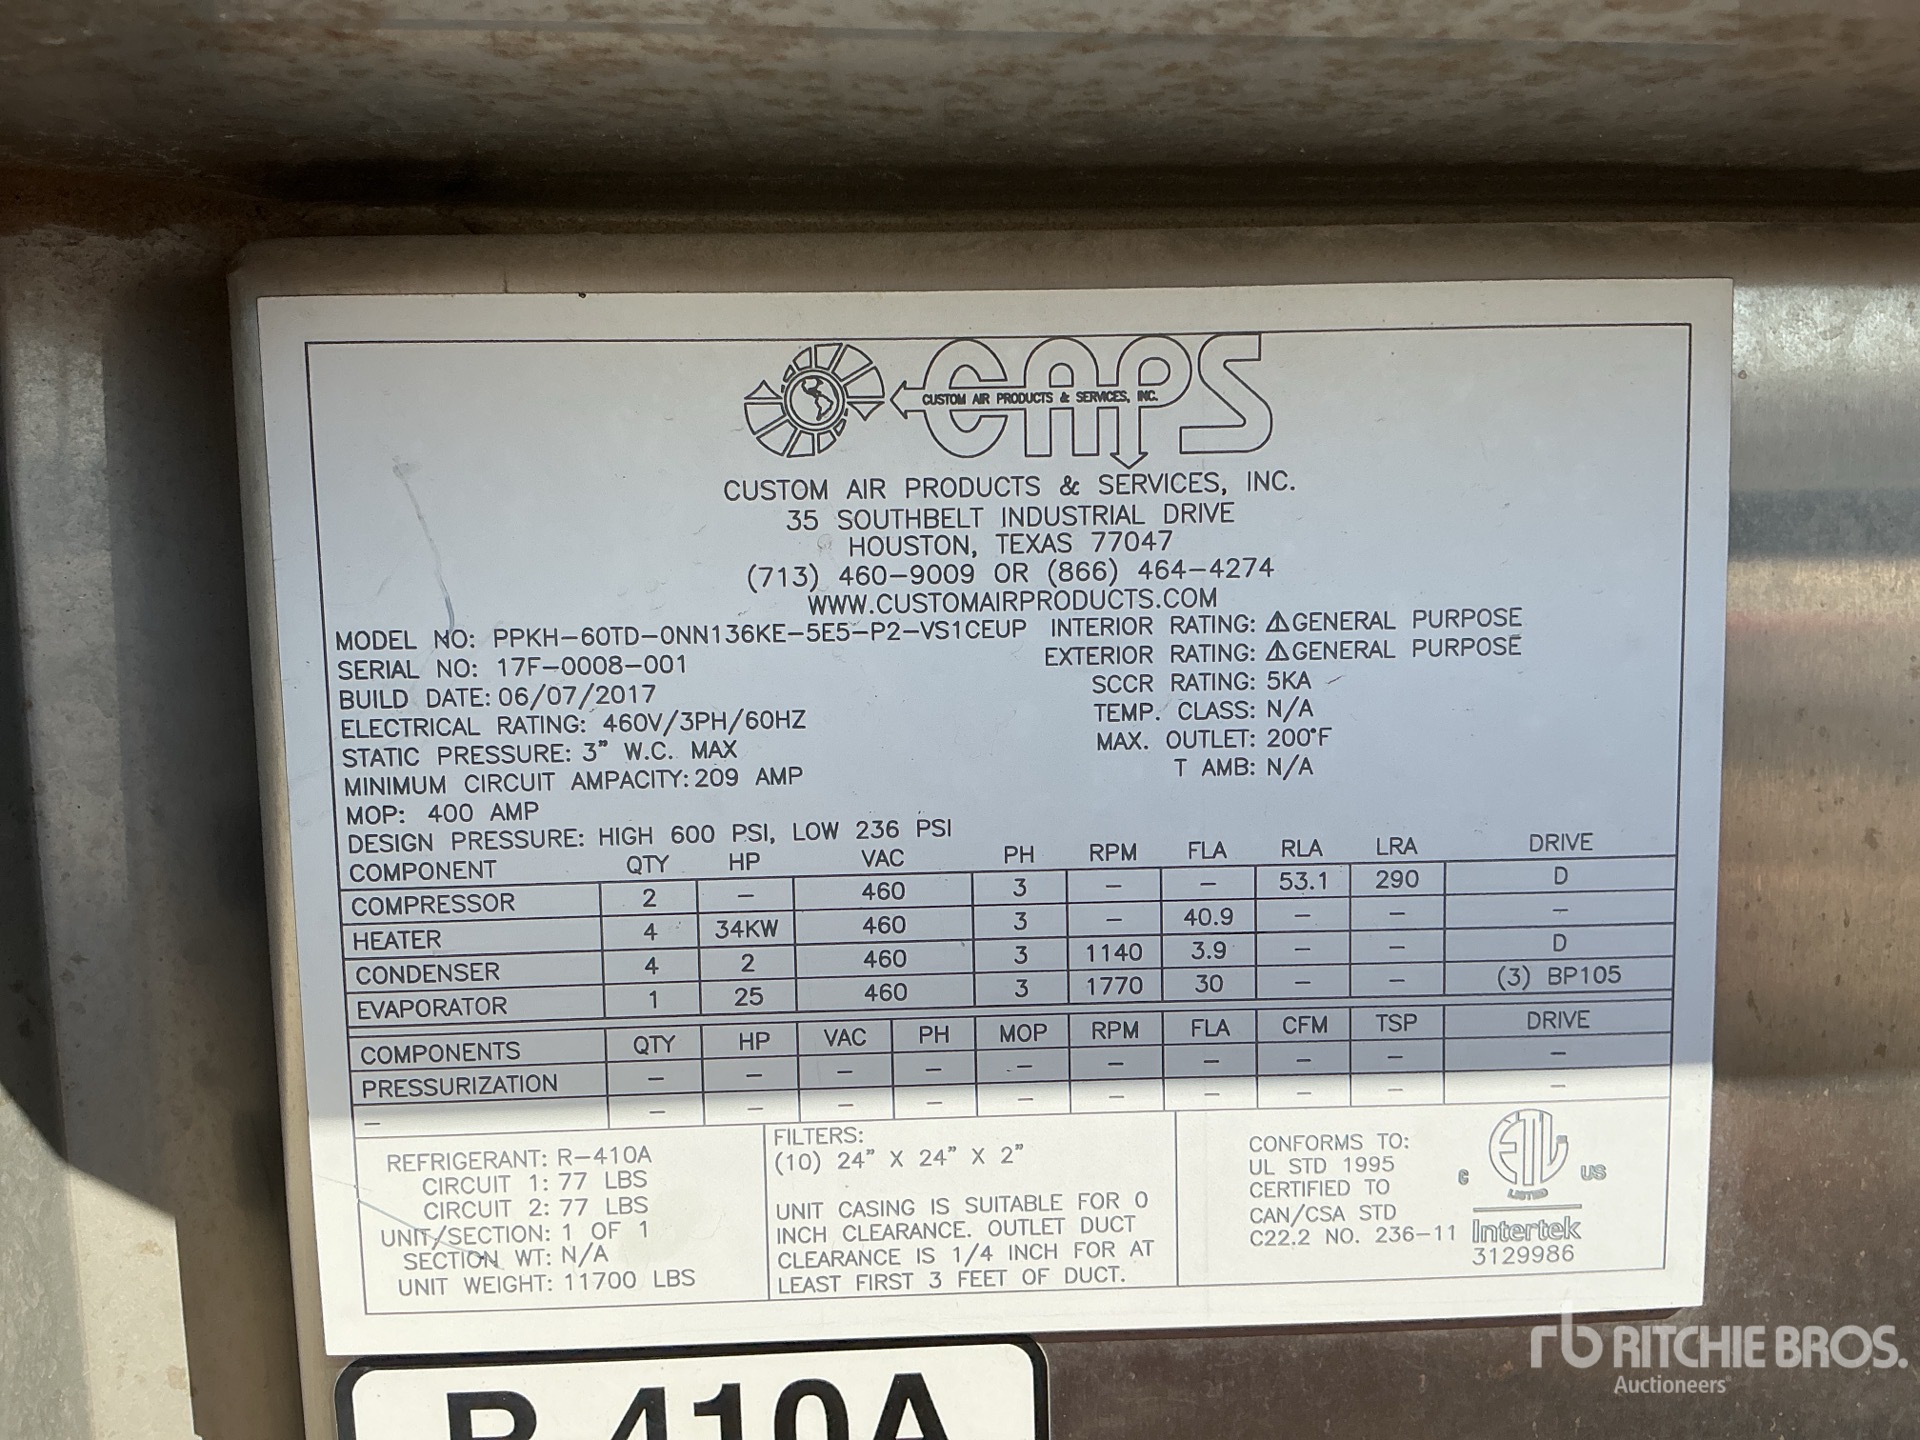 CAPS
CUSTOM AIR PRODUCTS & SERVICES, INC.
CUSTOM AIR PRODUCTS & SERVICES, INC.
35 SOUTHBELT INDUSTRIAL DRIVE
HOUSTON, TEXAS 77047
(713) 460-9009 OR (866) 464-4274
WWW.CUSTOMAIRPRODUCTS.COM
MODEL NO: PPKH-60TD-0NN136KE-5E5-P2-VS1CEUP INTERIOR RATING: ⚠GENERAL PURPOSE
SERIAL NO: 17F-0008-001 EXTERIOR RATING: ⚠GENERAL PURPOSE
BUILD DATE: 06/07/2017 SCCR RATING: 5KA
ELECTRICAL RATING: 460V/3PH/60HZ TEMP. CLASS: N/A
STATIC PRESSURE: 3" W.C. MAX MAX. OUTLET: 200°F
MINIMUM CIRCUIT AMPACITY: 209 AMP T AMB: N/A
MOP: 400 AMP
DESIGN PRESSURE: HIGH 600 PSI, LOW 236 PSI
COMPONENT QTY HP VAC PH RPM FLA RLA LRA DRIVE
COMPRESSOR 2 - 460 3 - - 53.1 290 D
HEATER 4 34KW 460 3 - 40.9 - - -
CONDENSER 4 2 460 3 1140 3.9 - - D
EVAPORATOR 1 25 460 3 1770 30 - - (3) BP105
COMPONENTS QTY HP VAC PH MOP RPM FLA CFM TSP DRIVE
PRESSURIZATION - - - - - - - - - -
- - - - - - - - - - -
REFRIGERANT: R-410A
CIRCUIT 1: 77 LBS
CIRCUIT 2: 77 LBS
UNIT/SECTION: 1 OF 1
SECTION WT: N/A
UNIT WEIGHT: 11700 LBS
FILTERS:
(10) 24" X 24" X 2"
UNIT CASING IS SUITABLE FOR 0
INCH CLEARANCE. OUTLET DUCT
CLEARANCE IS 1/4 INCH FOR AT
LEAST FIRST 3 FEET OF DUCT.
CONFORMS TO:
UL STD 1995
CERTIFIED TO
CAN/CSA STD
C22.2 NO. 236-11
ETL
C US
LISTED
Intertek
3129986
R-410A
rb RITCHIE BROS.
Auctioneers